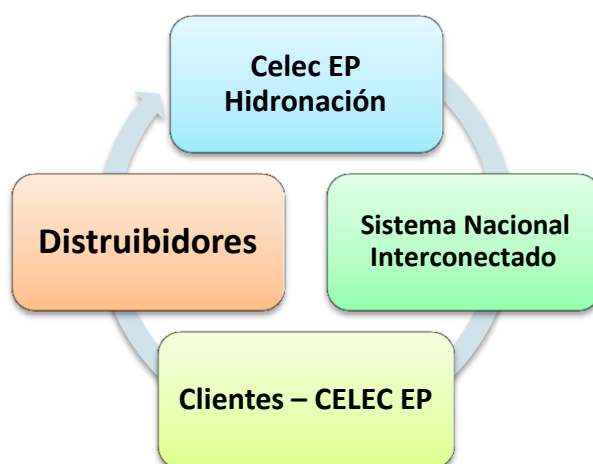 Celec EP
Hidronación
Distruibidores
Sistema Nacional
Interconectado
Clientes – CELEC EP